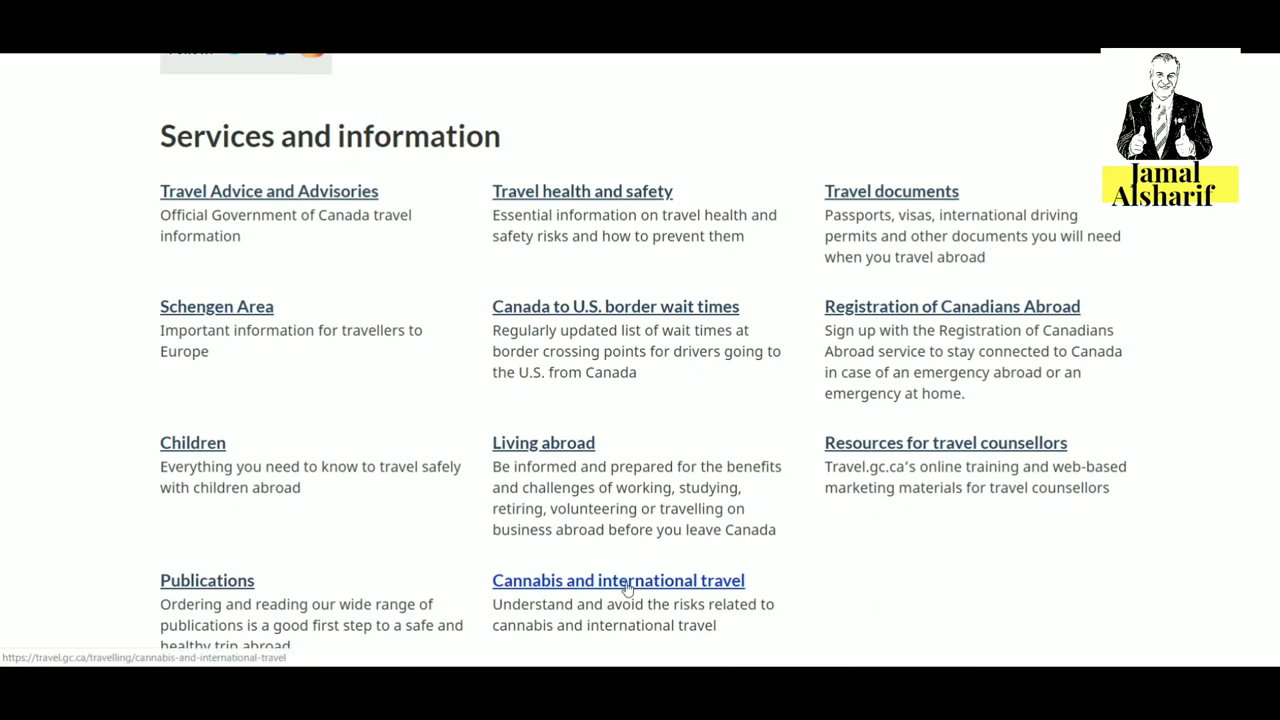 Jamal
Alsharif
Services and information
Travel Advice and Advisories
Official Government of Canada travel
information
Travel health and safety
Essential information on travel health and
safety risks and how to prevent them
Travel documents
Passports, visas, international driving
permits and other documents you will need
when you travel abroad
Schengen Area
Important information for travellers to
Europe
Canada to U.S. border wait times
Regularly updated list of wait times at
border crossing points for drivers going to
the U.S. from Canada
Registration of Canadians Abroad
Sign up with the Registration of Canadians
Abroad service to stay connected to Canada
in case of an emergency abroad or an
emergency at home.
Children
Everything you need to know to travel safely
with children abroad
Living abroad
Be informed and prepared for the benefits
and challenges of working, studying,
retiring, volunteering or travelling on
business abroad before you leave Canada
Resources for travel counsellors
Travel.gc.ca’s online training and web-based
marketing materials for travel counsellors
Publications
Ordering and reading our wide range of
publications is a good first step to a safe and
healthy trip abroad
Cannabis and international travel
Understand and avoid the risks related to
cannabis and international travel
https://travel.gc.ca/travelling/cannabis-and-international-travel